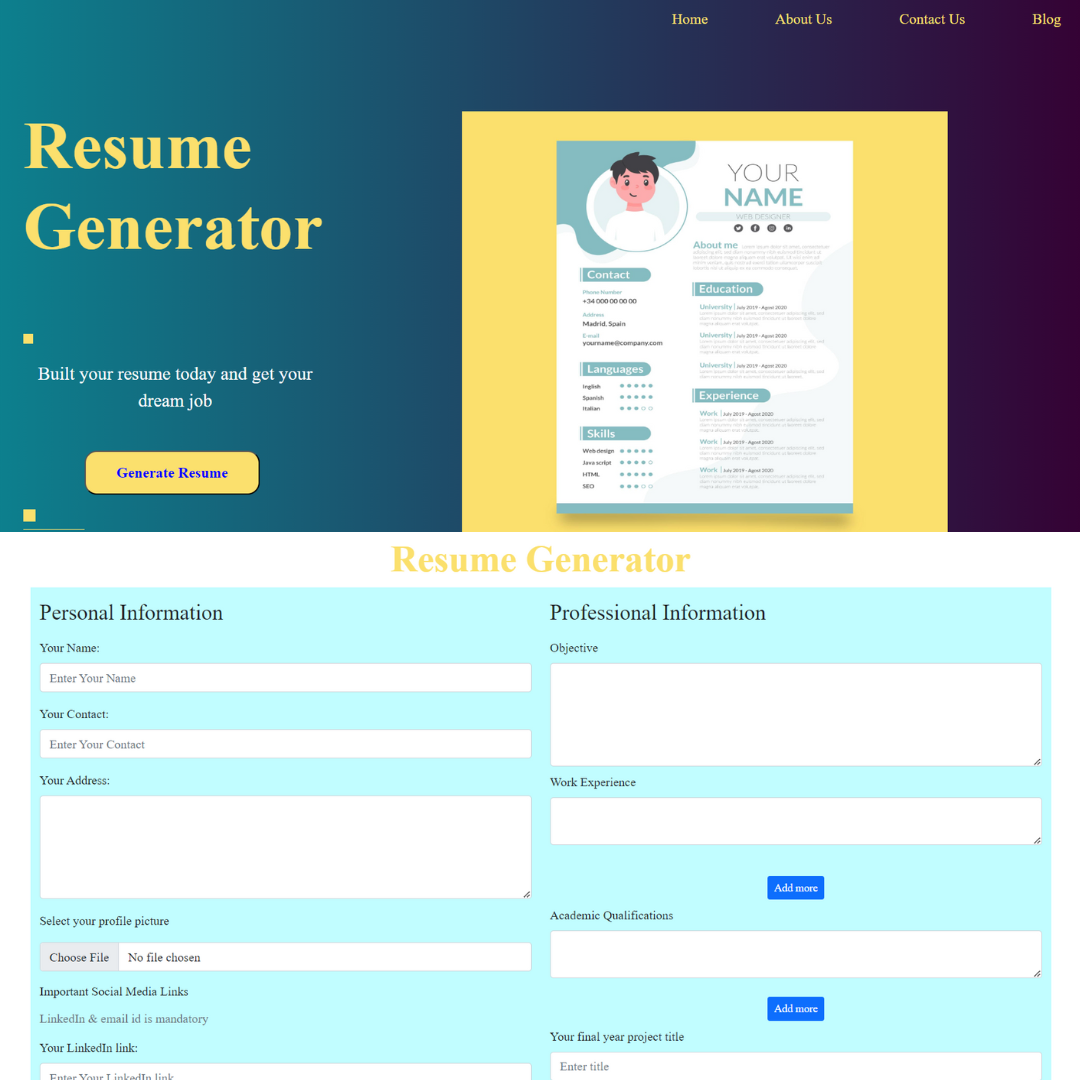 Home
About Us
Contact Us
Blog
Resume
Generator
Built your resume today and get your
dream job
Generate Resume
YOUR
NAME
WEB DESIGNER
About me
Contact
Phone Number
+34 000 00 00 00
Address
Madrid, Spain
E-mail
yourname@company.com
Languages
Inglish
Spanish
Italian
Skills
Web design
Java script
HTML
SEO
Education
University | July 2019 - Agost 2020
University | July 2019 - Agost 2020
University | July 2019 - Agost 2020
Experience
Work | July 2019 - Agost 2020
Work | July 2019 - Agost 2020
Work | July 2019 - Agost 2020
Resume Generator
Personal Information
Your Name:
Enter Your Name
Your Contact:
Enter Your Contact
Your Address:
Select your profile picture
Choose File
No file chosen
Important Social Media Links
LinkedIn & email id is mandatory
Your LinkedIn link:
Enter Your LinkedIn link
Professional Information
Objective
Work Experience
Add more
Academic Qualifications
Add more
Your final year project title
Enter title